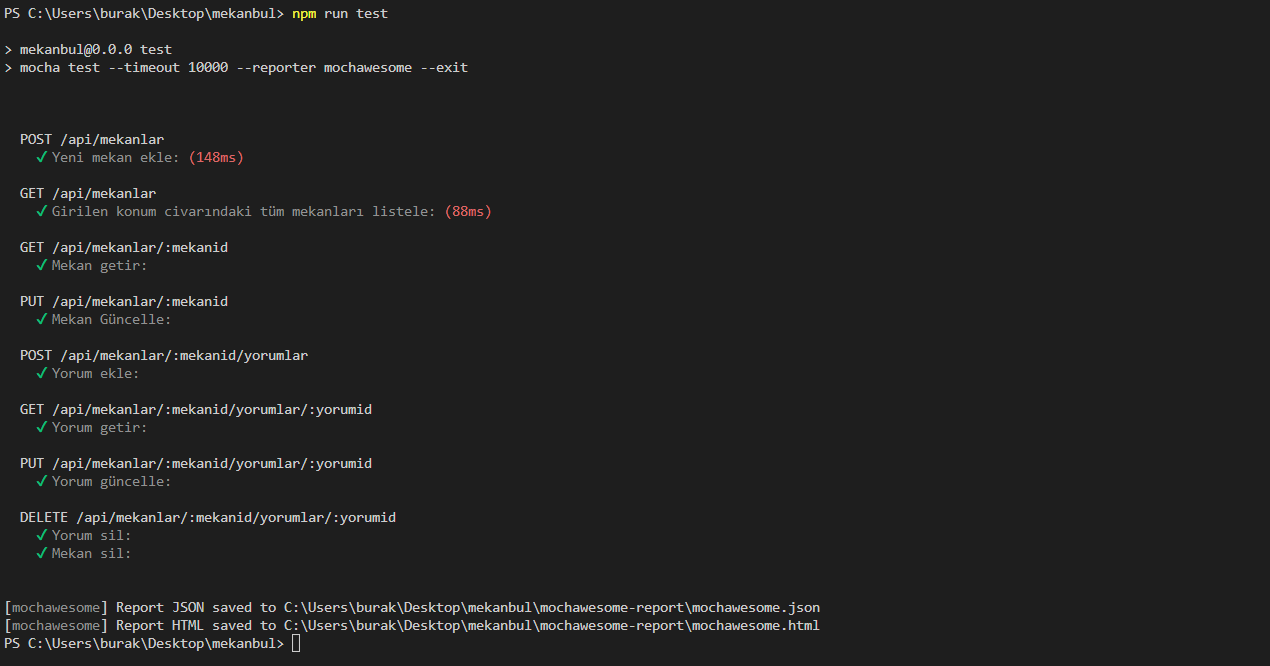 PS C:\Users\burak\Desktop\mekanbul> npm run test
> mekanbul@0.0.0 test
> mocha test --timeout 10000 --reporter mochawesome --exit
POST /api/mekanlar
✓ Yeni mekan ekle: (148ms)
GET /api/mekanlar
✓ Girilen konum civarındaki tüm mekanları listele: (88ms)
GET /api/mekanlar/:mekanid
✓ Mekan getir:
PUT /api/mekanlar/:mekanid
✓ Mekan Güncelle:
POST /api/mekanlar/:mekanid/yorumlar
✓ Yorum ekle:
GET /api/mekanlar/:mekanid/yorumlar/:yorumid
✓ Yorum getir:
PUT /api/mekanlar/:mekanid/yorumlar/:yorumid
✓ Yorum güncelle:
DELETE /api/mekanlar/:mekanid/yorumlar/:yorumid
✓ Yorum sil:
✓ Mekan sil:
[mochawesome] Report JSON saved to C:\Users\burak\Desktop\mekanbul\mochawesome-report\mochawesome.json
[mochawesome] Report HTML saved to C:\Users\burak\Desktop\mekanbul\mochawesome-report\mochawesome.html
PS C:\Users\burak\Desktop\mekanbul>